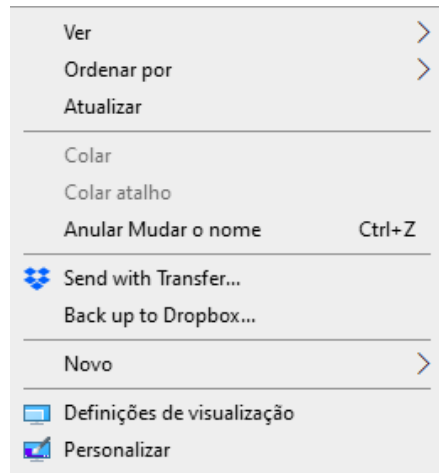 Ver
Ordenar por
Atualizar
Colar
Colar atalho
Anular Mudar o nome Ctrl+Z
Send with Transfer...
Back up to Dropbox...
Novo
Definições de visualização
Personalizar